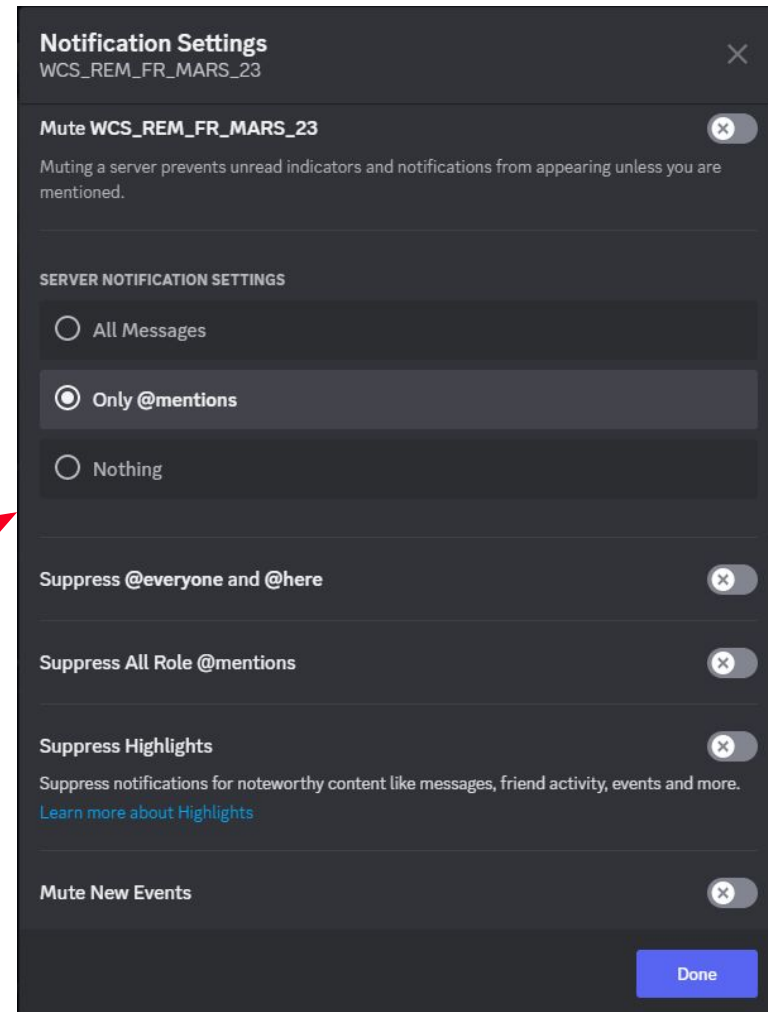 Notification Settings
WCS_REM_FR_MARS_23
Mute WCS_REM_FR_MARS_23
Muting a server prevents unread indicators and notifications from appearing unless you are
mentioned.
SERVER NOTIFICATION SETTINGS
All Messages
Only @mentions
Nothing
Suppress @everyone and @here
Suppress All Role @mentions
Suppress Highlights
Suppress notifications for noteworthy content like messages, friend activity, events and more.
Learn more about Highlights
Mute New Events
Done